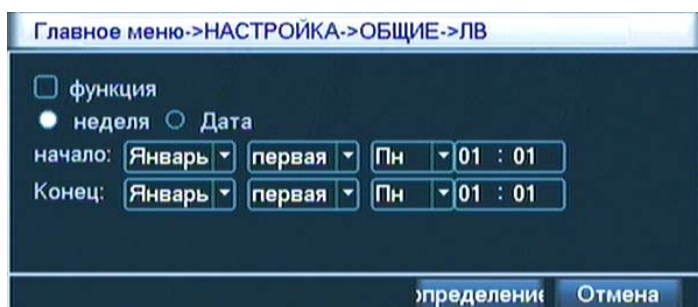 Главное меню->НАСТРОЙКА->ОБЩИЕ->ЛВ
функция
неделя Дата
начало: Январь первая Пн 01 : 01
Конец: Январь первая Пн 01 : 01
определение Отмена